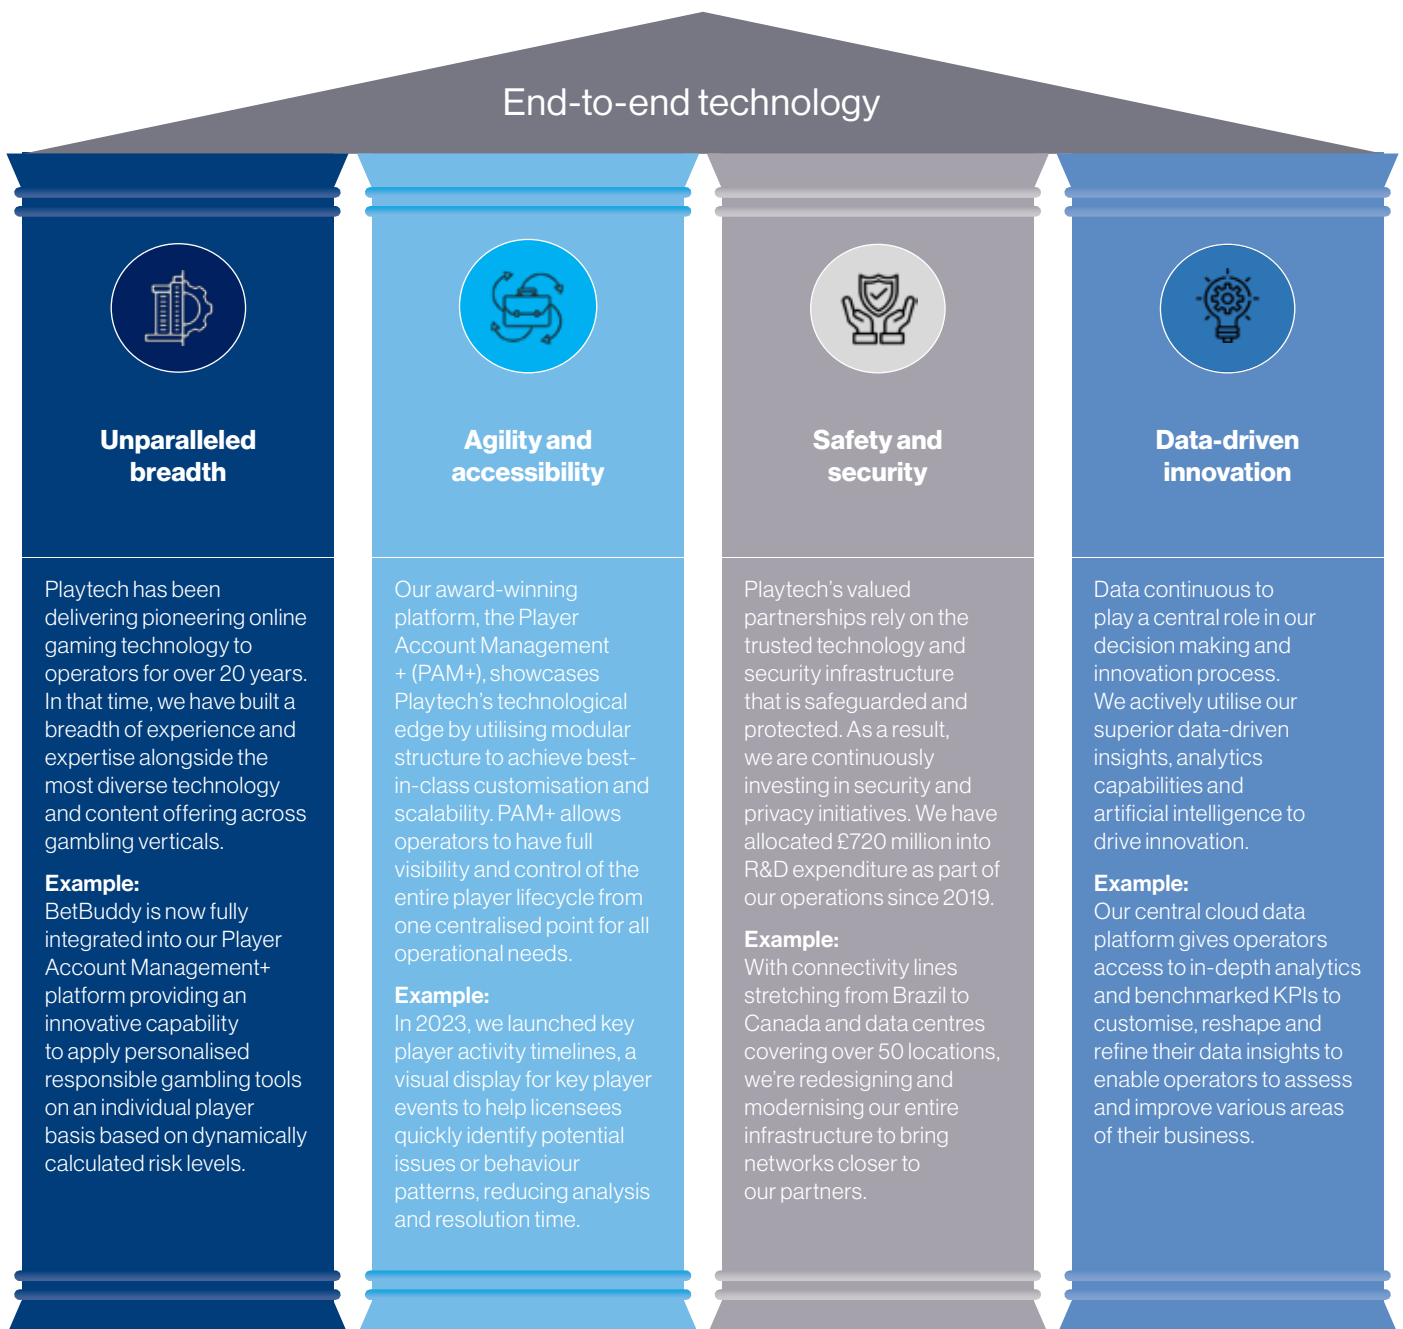 End-to-end technology
Unparalleled
breadth
Playtech has been
delivering pioneering online
gaming technology to
operators for over 20 years.
In that time, we have built a
breadth of experience and
expertise alongside the
most diverse technology
and content offering across
gambling verticals.
Example:
BetBuddy is now fully
integrated into our Player
Account Management+
platform providing an
innovative capability
to apply personalised
responsible gambling tools
on an individual player
basis based on dynamically
calculated risk levels.
Agility and
accessibility
Our award-winning
platform, the Player
Account Management
+ (PAM+), showcases
Playtech's technological
edge by utilising modular
structure to achieve best-
in-class customisation and
scalability. PAM+ allows
operators to have full
visibility and control of the
entire player lifecycle from
one centralised point for all
operational needs.
Example:
In 2023, we launched key
player activity timelines, a
visual display for key player
events to help licensees
quickly identify potential
issues or behaviour
patterns, reducing analysis
and resolution time.
Safety and
security
Playtech's valued
partnerships rely on the
trusted technology and
security infrastructure
that is safeguarded and
protected. As a result,
we are continuously
investing in security and
privacy initiatives. We have
allocated £720 million into
R&D expenditure as part of
our operations since 2019.
Example:
With connectivity lines
stretching from Brazil to
Canada and data centres
covering over 50 locations,
we're redesigning and
modernising our entire
infrastructure to bring
networks closer to
our partners.
Data-driven
innovation
Data continuous to
play a central role in our
decision making and
innovation process.
We actively utilise our
superior data-driven
insights, analytics
capabilities and
artificial intelligence to
drive innovation.
Example:
Our central cloud data
platform gives operators
access to in-depth analytics
and benchmarked KPIs to
customise, reshape and
refine their data insights to
enable operators to assess
and improve various areas
of their business.